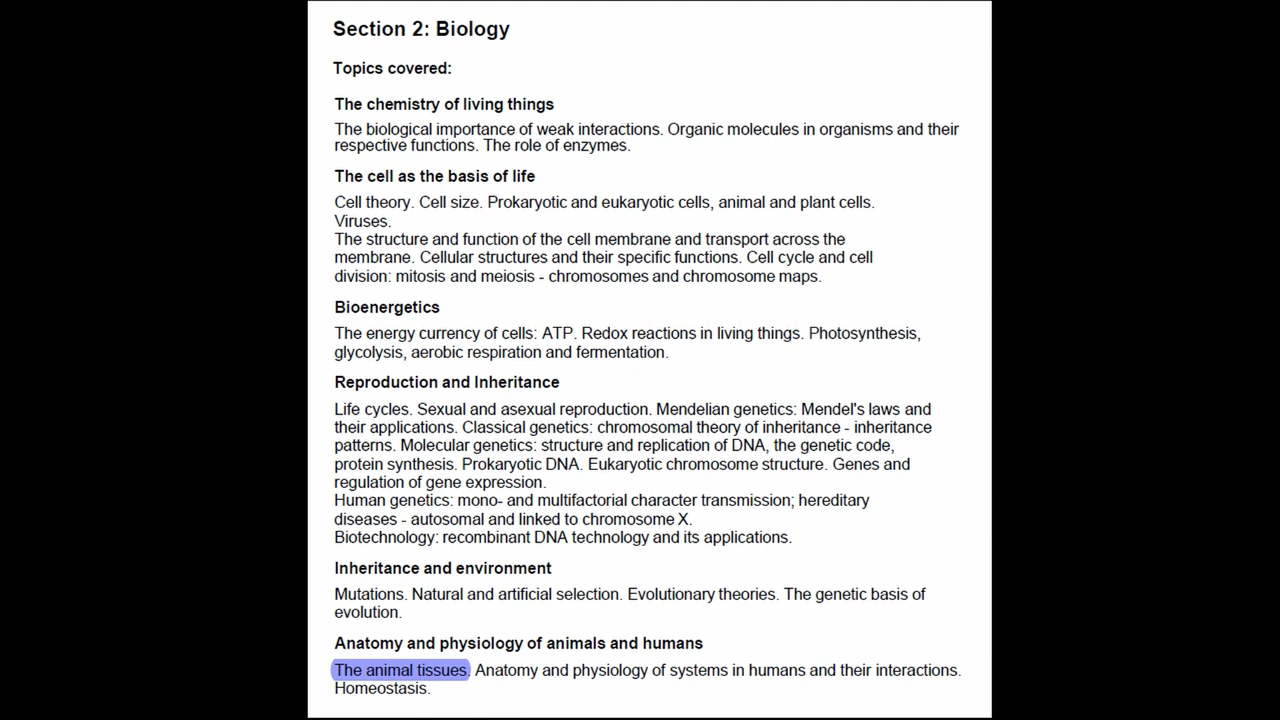 Section 2: Biology
Topics covered:
The chemistry of living things
The biological importance of weak interactions. Organic molecules in organisms and their
respective functions. The role of enzymes.
The cell as the basis of life
Cell theory. Cell size. Prokaryotic and eukaryotic cells, animal and plant cells.
Viruses.
The structure and function of the cell membrane and transport across the
membrane. Cellular structures and their specific functions. Cell cycle and cell
division: mitosis and meiosis - chromosomes and chromosome maps.
Bioenergetics
The energy currency of cells: ATP. Redox reactions in living things. Photosynthesis,
glycolysis, aerobic respiration and fermentation.
Reproduction and Inheritance
Life cycles. Sexual and asexual reproduction. Mendelian genetics: Mendel's laws and
their applications. Classical genetics: chromosomal theory of inheritance - inheritance
patterns. Molecular genetics: structure and replication of DNA, the genetic code,
protein synthesis. Prokaryotic DNA. Eukaryotic chromosome structure. Genes and
regulation of gene expression.
Human genetics: mono- and multifactorial character transmission; hereditary
diseases - autosomal and linked to chromosome X.
Biotechnology: recombinant DNA technology and its applications.
Inheritance and environment
Mutations. Natural and artificial selection. Evolutionary theories. The genetic basis of
evolution.
Anatomy and physiology of animals and humans
The animal tissues. Anatomy and physiology of systems in humans and their interactions.
Homeostasis.